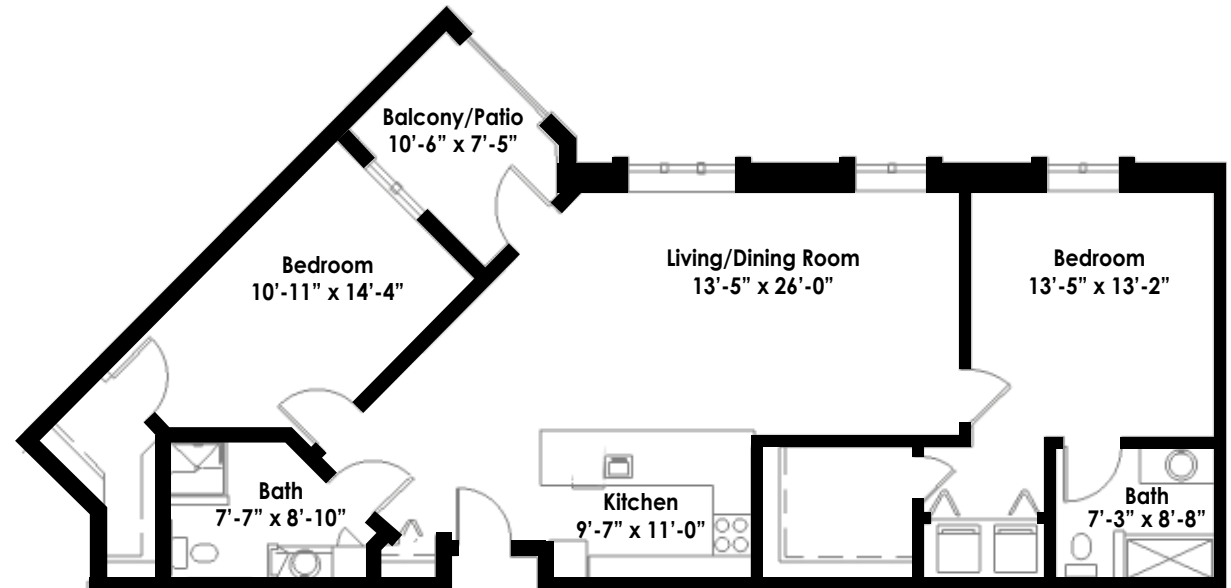 Balcony/Patio
10’-6” x 7’-5”
Bedroom
10’-11” x 14’-4”
Living/Dining Room
13’-5” x 26’-0”
Bedroom
13’-5” x 13’-2”
Bath
7’-7” x 8’-10”
Kitchen
9’-7” x 11’-0”
Bath
7’-3” x 8’-8”